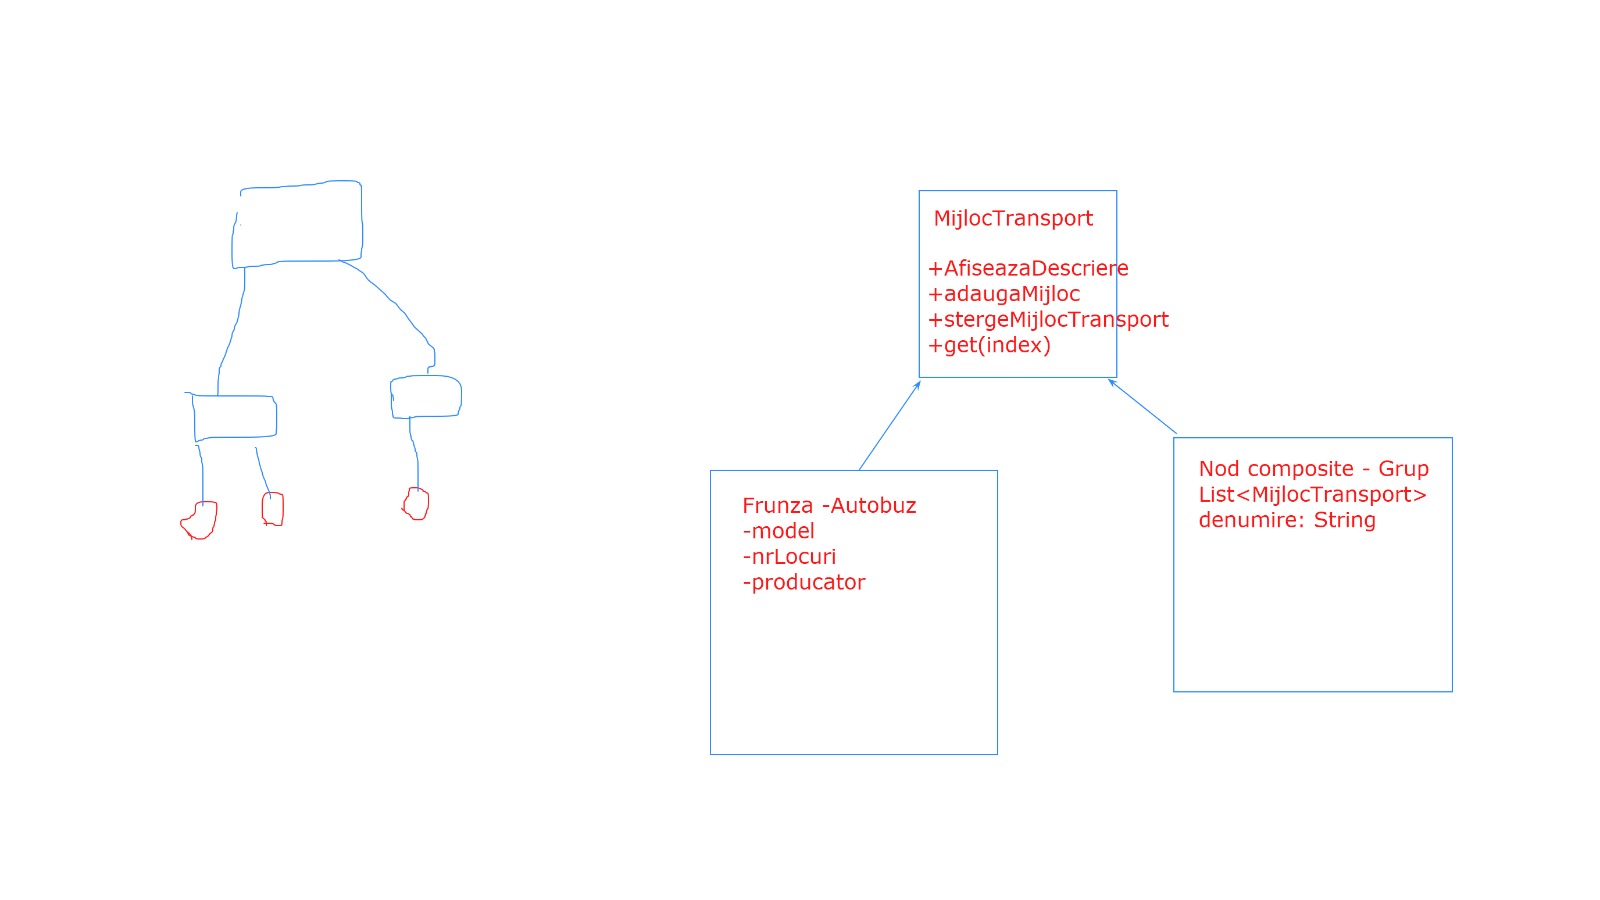 MijlocTransport
+AfiseazaDescriere
+adaugaMijloc
+stergeMijlocTransport
+get(index)
Frunza -Autobuz
-model
-nrLocuri
-producator
Nod composite - Grup
List<MijlocTransport>
denumire: String